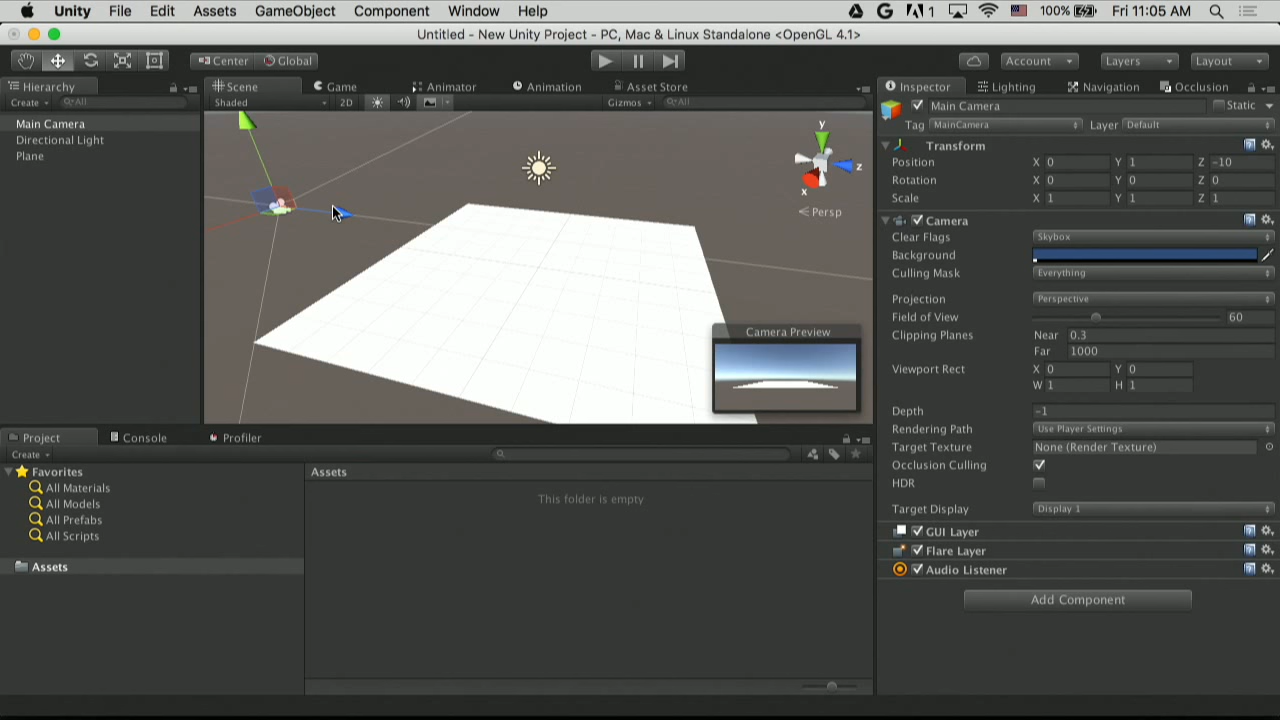 Unity File Edit Assets GameObject Component Window Help 1 100% Fri 11:05 AM
Untitled - New Unity Project - PC, Mac & Linux Standalone <OpenGL 4.1>
Center Global Account Layers Layout
Hierarchy Scene Game Animator Animation Asset Store Inspector Lighting Navigation Occlusion
Create All Shaded 2D Gizmos All
Main Camera Static
Tag MainCamera Layer Default
Main Camera
Directional Light
Plane
y
z
x
Persp
Camera Preview
Transform
Position X 0 Y 1 Z -10
Rotation X 0 Y 0 Z 0
Scale X 1 Y 1 Z 1
Camera
Clear Flags Skybox
Background
Culling Mask Everything
Projection Perspective
Field of View 60
Clipping Planes Near 0.3
Far 1000
Viewport Rect X 0 Y 0
W 1 H 1
Depth -1
Rendering Path Use Player Settings
Target Texture None (Render Texture)
Occlusion Culling
HDR
Target Display Display 1
GUI Layer
Flare Layer
Audio Listener
Add Component
Project Console Profiler
Create
Favorites
All Materials
All Models
All Prefabs
All Scripts
Assets
Assets
This folder is empty